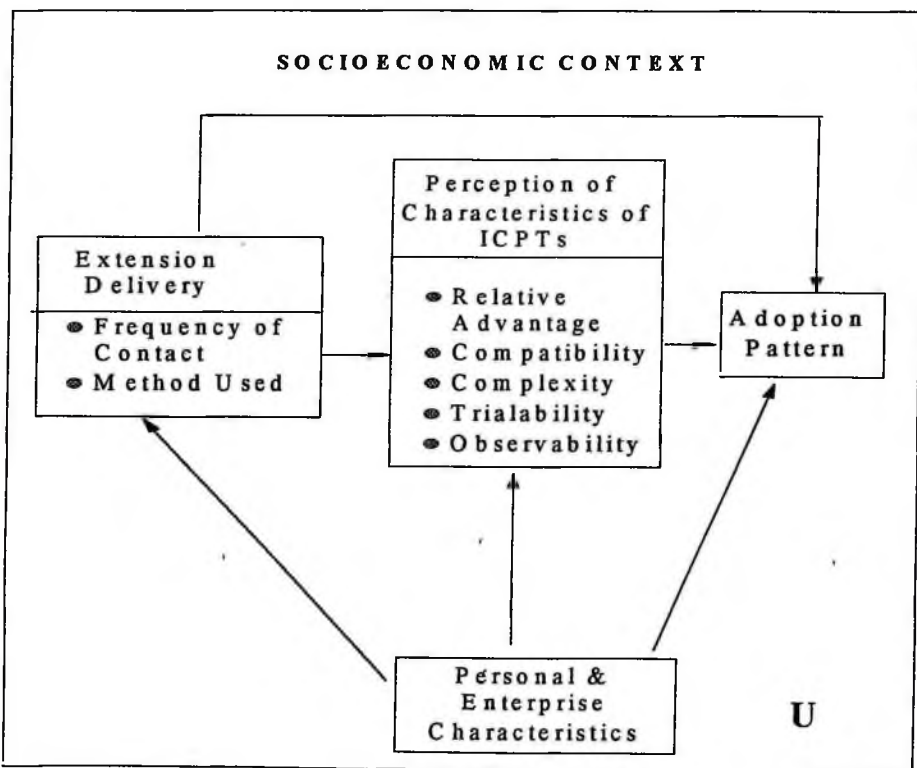 SOCIOECONOMIC CONTEXT
Perception of
Characteristics of
ICPTs
Extension
Delivery
● Frequency of
Contact
● Method Used
● Relative
Advantage
● Compatibility
● Complexity
● Trialability
● Observability
Adoption
Pattern
Personal &
Enterprise
Characteristics
U